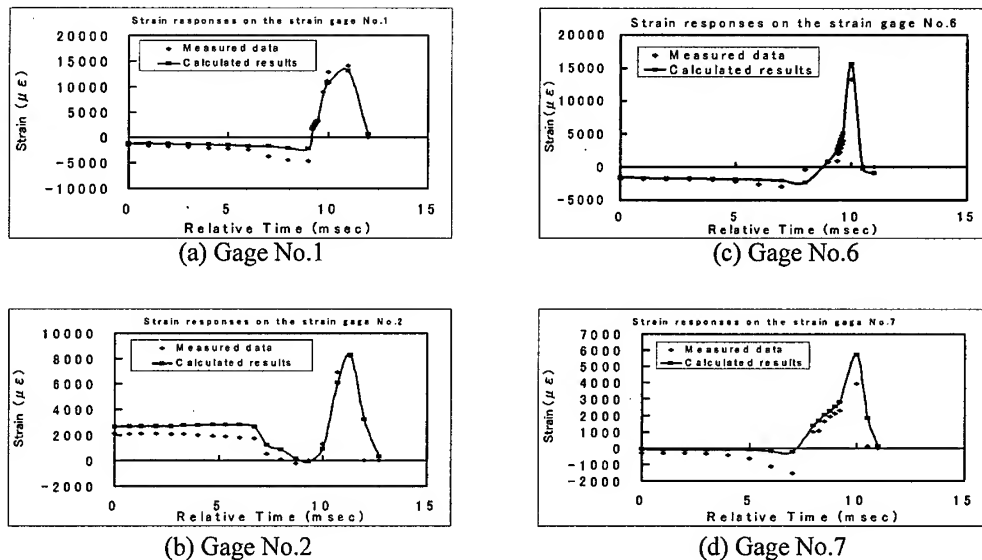 Strain responses on the strain gage No.1
Measured data
Calculated results
Strain (με)
20000
15000
10000
5000
0
-5000
-10000
0 5 10 15
Relative Time (msec)
(a) Gage No.1
Strain responses on the strain gage No.6
Measured data
Calculated results
Strain (με)
20000
15000
10000
5000
0
-5000
0 5 10 15
Relative Time (msec)
(c) Gage No.6
Strain responses on the strain gage No.2
Measured data
Calculated results
Strain (με)
10000
8000
6000
4000
2000
0
-2000
0 5 10 15
Relative Time (msec)
(b) Gage No.2
Strain responses on the strain gage No.7
Measured data
Calculated results
Strain (με)
7000
6000
5000
4000
3000
2000
1000
0
-1000
-2000
0 5 10 15
Relative Time (msec)
(d) Gage No.7